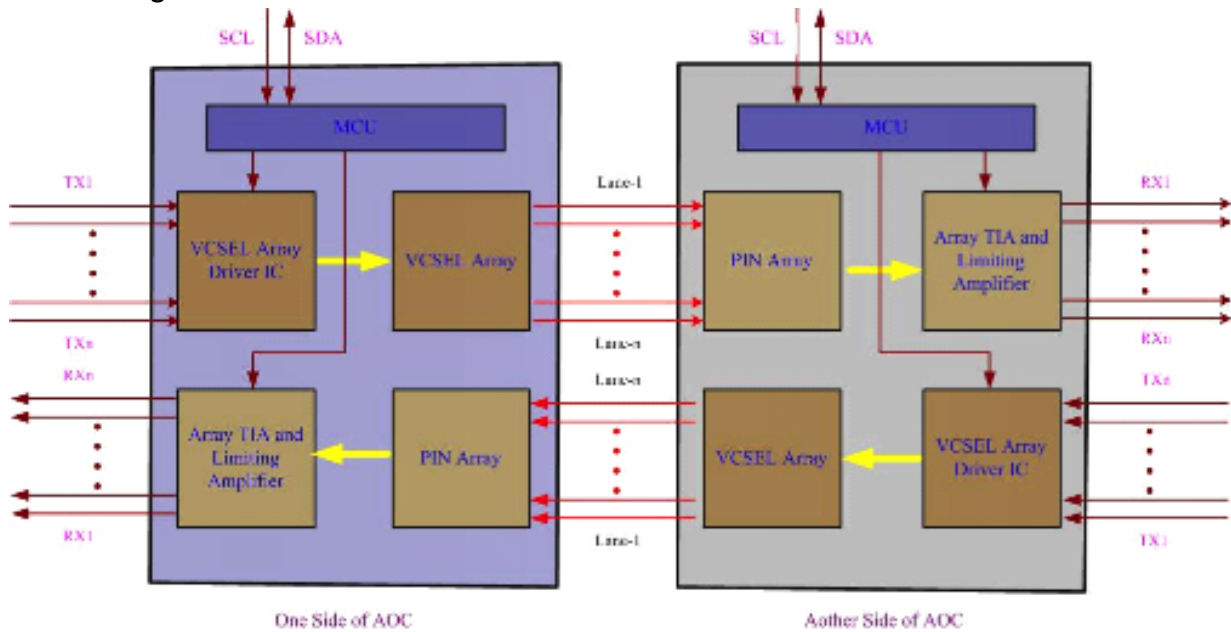 SCL
SDA
SCL
SDA
MCU
MCU
TX1
Lane-1
RX1
VCSEL Array
Driver IC
VCSEL Array
PIN Array
Array TIA and
Limiting
Amplifier
TXn
Lane-n
RXn
RXn
Lane-n
TXn
Array TIA and
Limiting
Amplifier
PIN Array
VCSEL Array
VCSEL Array
Driver IC
RX1
Lane-1
TX1
One Side of AOC
Aother Side of AOC